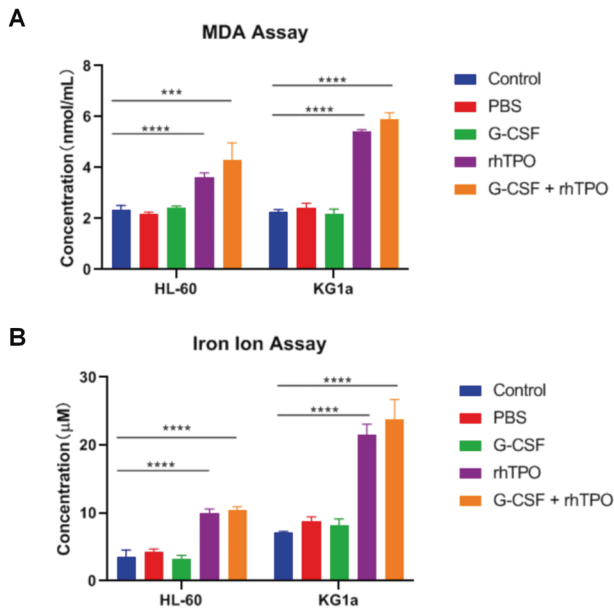 A
MDA Assay
Concentration (nmol/mL)
8
6
4
2
0
***
****
****
****
HL-60
KG1a
Control
PBS
G-CSF
rhTPO
G-CSF + rhTPO
B
Iron Ion Assay
Concentration (μM)
30
20
10
0
****
****
****
****
HL-60
KG1a
Control
PBS
G-CSF
rhTPO
G-CSF + rhTPO